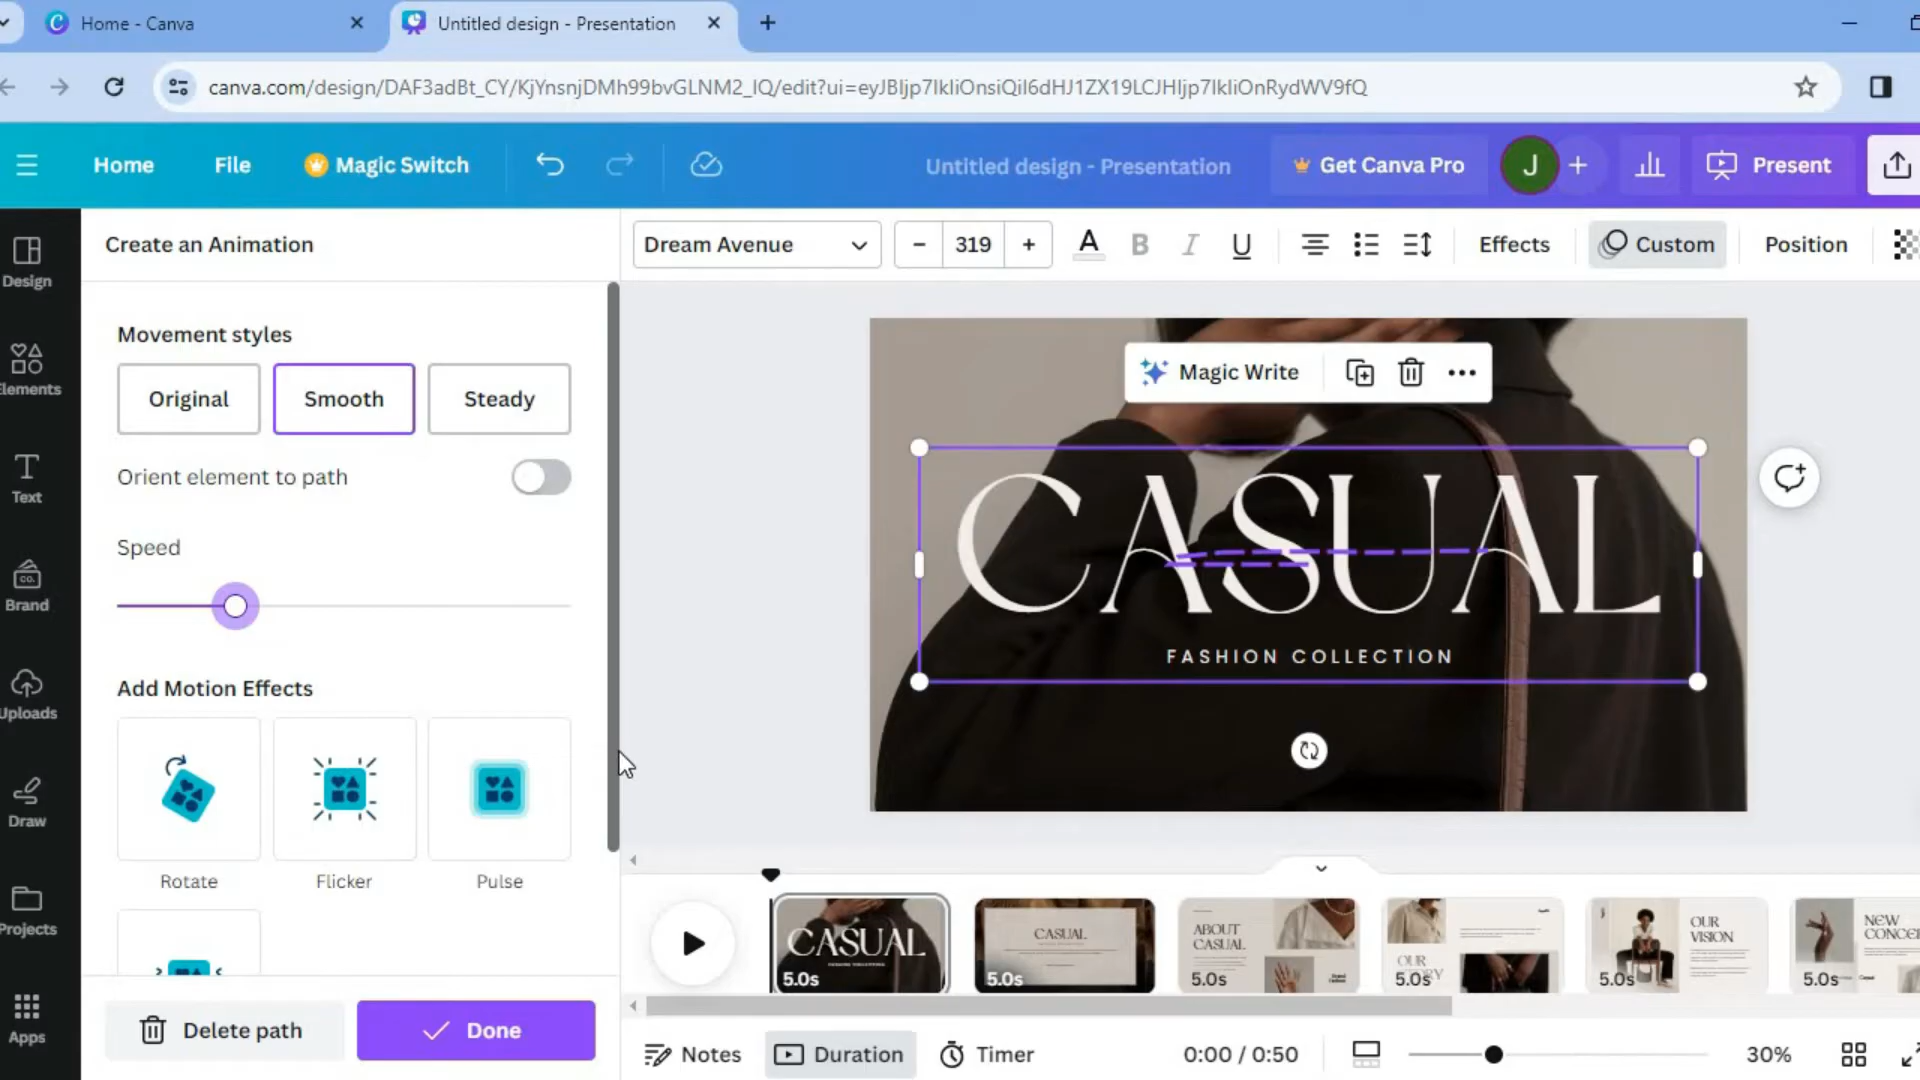 Home - Canva
Untitled design - Presentation
canva.com/design/DAF3adBt_CY/KjYnsnjDMh99bvGLNM2_IQ/edit?ui=eyJBIjp7IkIiOnsiQiI6dHJ1ZX19LCJHIjp7IkIiOnRydWV9fQ
Home
File
Magic Switch
Untitled design - Presentation
Get Canva Pro
J
Present
Create an Animation
Dream Avenue
319
A
B
I
U
Effects
Custom
Position
Design
Elements
Text
Brand
Uploads
Draw
Projects
Apps
Movement styles
Original
Smooth
Steady
Orient element to path
Speed
Add Motion Effects
Rotate
Flicker
Pulse
Delete path
Done
Magic Write
CASUAL
FASHION COLLECTION
CASUAL
5.0s
CASUAL
5.0s
ABOUT
CASUAL
5.0s
OUR
STORY
5.0s
OUR
VISION
5.0s
NEW
CONCE
5.0s
Notes
Duration
Timer
0:00 / 0:50
30%